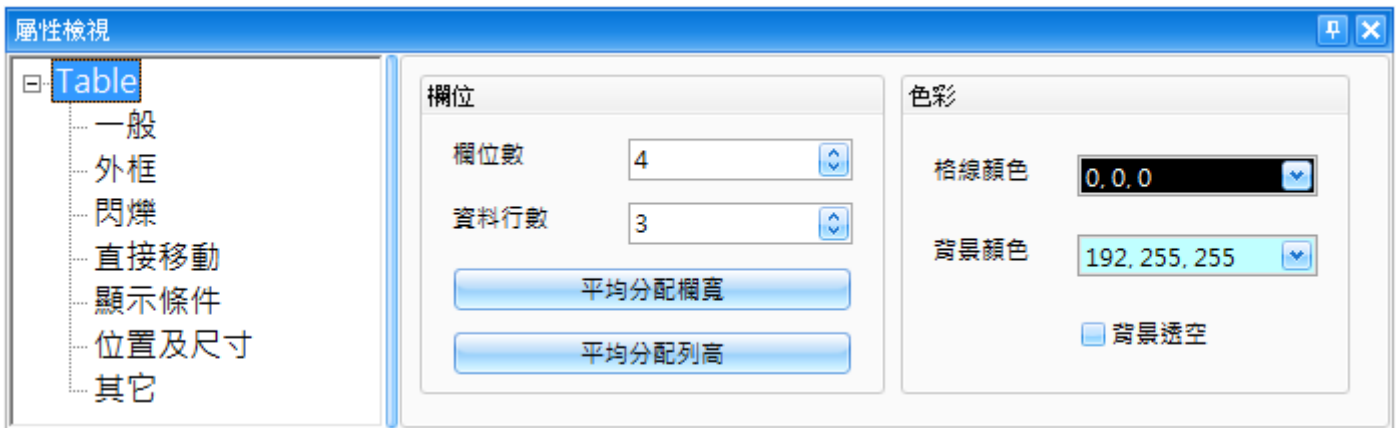 屬性檢視
Table
一般
外框
閃爍
直接移動
顯示條件
位置及尺寸
其它
欄位
欄位數 4
資料行數 3
平均分配欄寬
平均分配列高
色彩
格線顏色 0, 0, 0
背景顏色 192, 255, 255
背景透空